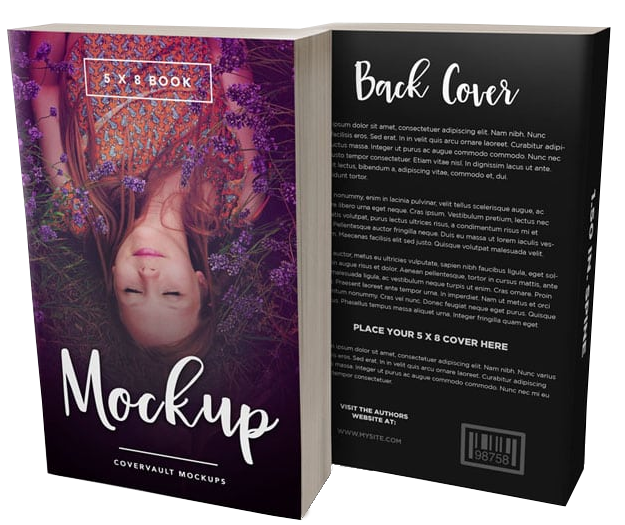 5 X 8 BOOK
Mockup
COVERVAULT MOCKUPS
Back Cover
ipsum dolor sit amet, consectetuer adipiscing elit. Nam nibh. Nunc
facilisis eros. Sed erat. In in velit quis arcu ornare laoreet. Curabitur adipi-
luctus massa. Integer ut purus ac augue commodo commodo. Nunc nec
justo tempor consectetuer. Etiam vitae nisl. In dignissim lacus ut ante.
lectus, bibendum a, adipiscing vitae, commodo et, dui.
tortor.
nonummy, enim in lacinia pulvinar, velit tellus scelerisque augue, ac
libero urna eget neque. Cras ipsum. Vestibulum pretium, lectus nec
volutpat, purus lectus ultrices risus, a condimentum risus mi et
Pellentesque auctor fringilla neque. Duis eu massa ut lorem iaculis ves-
Maecenas facilisis elit sed justo. Quisque volutpat malesuada velit.
auctor, metus eu ultricies vulputate, sapien nibh faucibus ligula, eget sol-
augue risus et dolor. Aenean pellentesque, tortor in cursus mattis, ante
malesuada ligula, ac vestibulum neque turpis ut enim. Cras ornare. Proin
Praesent laoreet ante tempor urna. In imperdiet. Nam ut metus et orci
nonummy. Cras vel nunc. Donec feugiat neque eget purus. Quisque
Phasellus tempus massa aliquet urna. Integer fringilla quam eget
PLACE YOUR 5 X 8 COVER HERE
ipsum dolor sit amet, consectetuer adipiscing elit. Nam nibh. Nunc varius
eros. Sed erat. In in velit quis arcu ornare laoreet. Curabitur adipiscing
massa. Integer ut purus ac augue commodo commodo. Nunc nec mi eu
tempor consectetuer.
VISIT THE AUTHORS
WEBSITE AT:
WWW.MYSITE.COM
98758